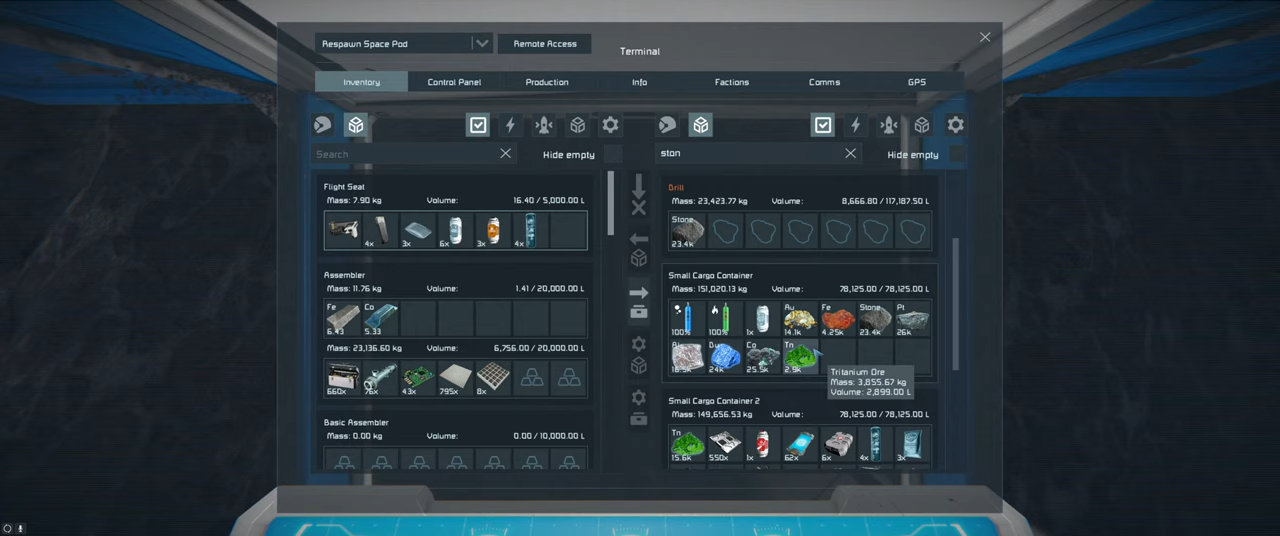 Respawn Space Pod
Remote Access
Terminal
Inventory
Control Panel
Production
Info
Factions
Comms
GPS
Search
Hide empty
ston
Hide empty
Flight Seat
Mass: 7.90 kg
Volume: 16.40 / 5,000.00 L
4x
3x
6x
3x
4x
Assembler
Mass: 11.76 kg
Volume: 1.41 / 20,000.00 L
Fe
6.43
Co
5.33
Mass: 23,136.60 kg
Volume: 6,756.00 / 20,000.00 L
660x
76x
43x
795x
8x
Basic Assembler
Mass: 0.00 kg
Volume: 0.00 / 10,000.00 L
Drill
Mass: 23,423.77 kg
Volume: 8,666.80 / 117,187.50 L
Stone
23.4k
Small Cargo Container
Mass: 151,020.13 kg
Volume: 78,125.00 / 78,125.00 L
100%
100%
1x
Au
14.1k
Fe
4.25k
Stone
23.4k
Pt
26k
24k
Co
25.5k
Tn
2.9k
Tritanium Ore
Mass: 3,855.67 kg
Volume: 2,899.00 L
Small Cargo Container 2
Mass: 149,656.53 kg
Volume: 78,125.00 / 78,125.00 L
Tn
15.6k
550x
1x
62x
6x
4x
3x